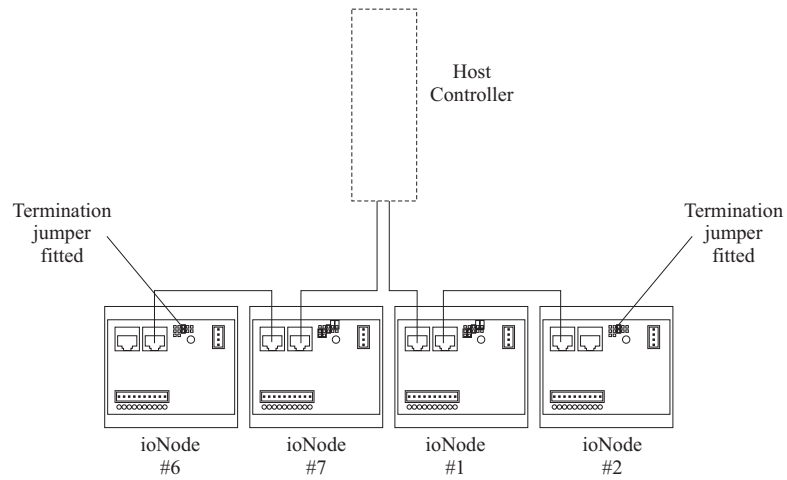 Host
Controller
Termination
jumper
fitted
Termination
jumper
fitted
ioNode
#6
ioNode
#7
ioNode
#1
ioNode
#2